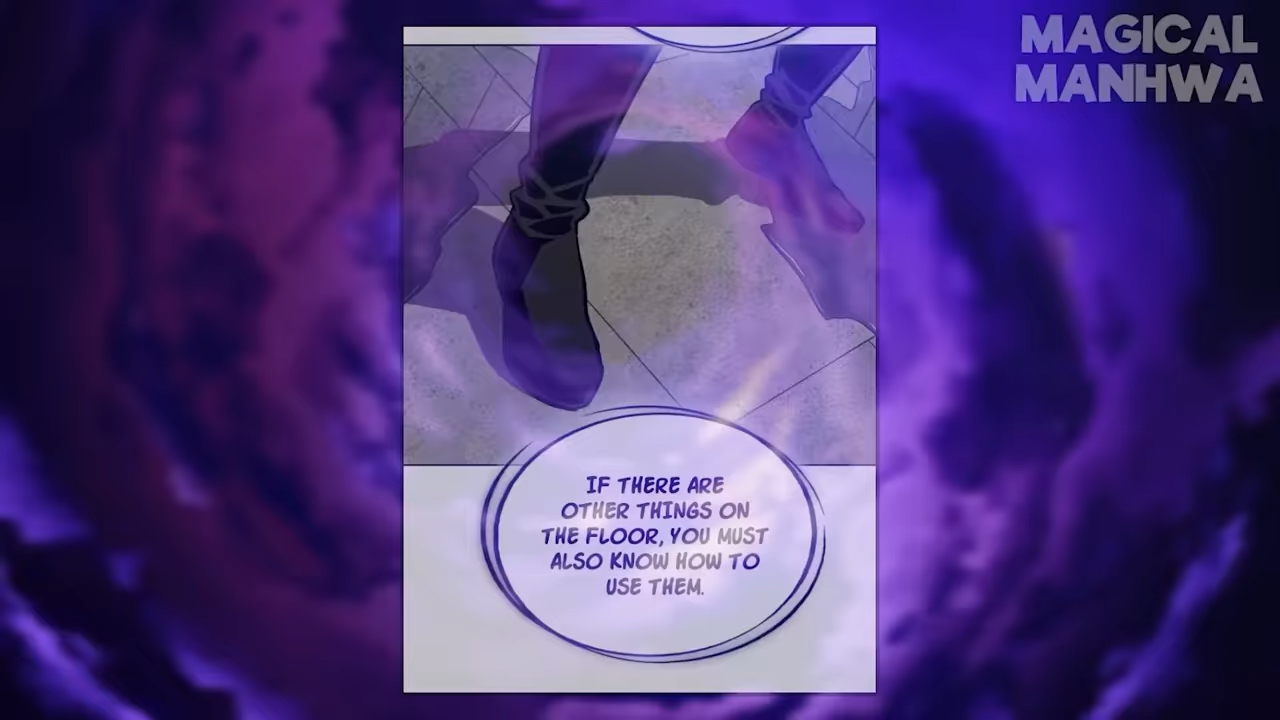 MAGICAL
MANHWA
IF THERE ARE
OTHER THINGS ON
THE FLOOR, YOU MUST
ALSO KNOW HOW TO
USE THEM.